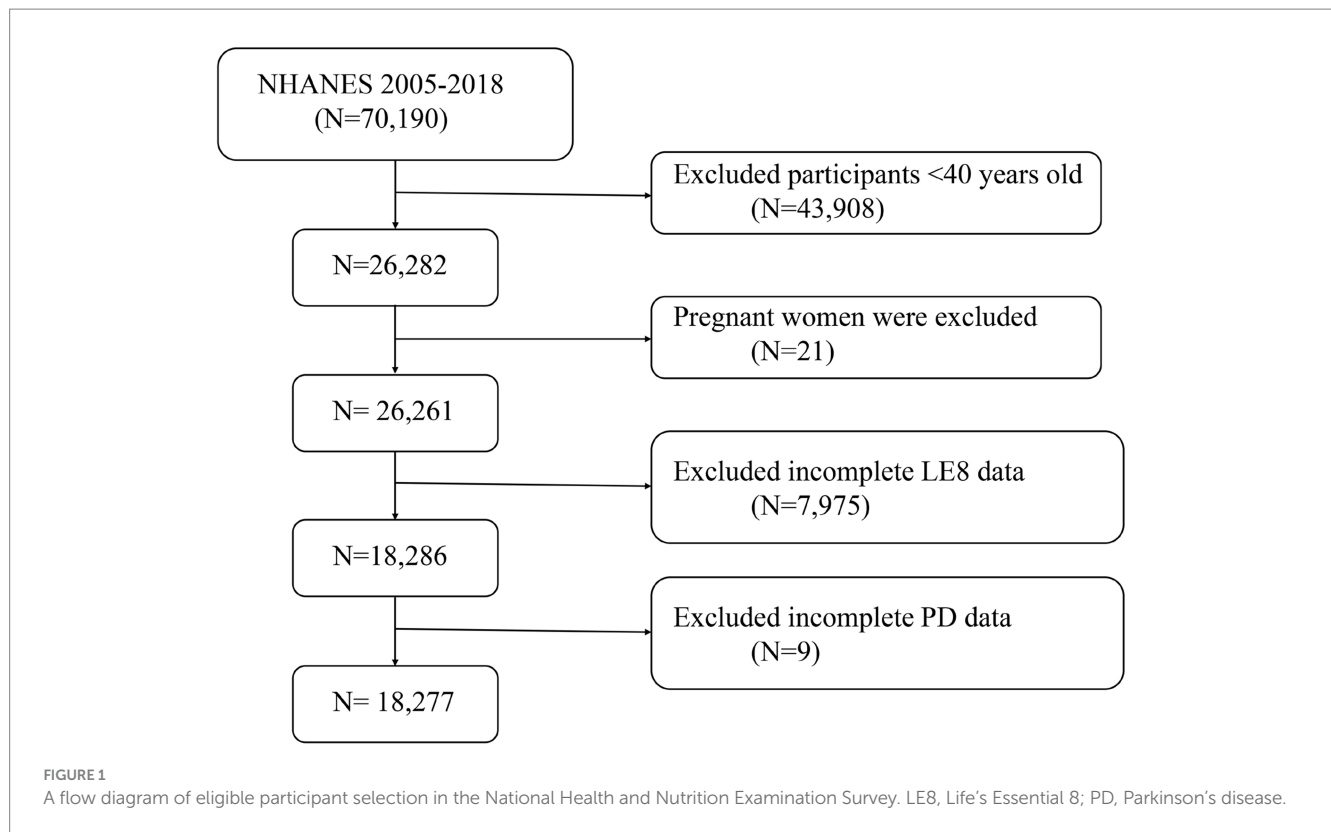 NHANES 2005-2018
(N=70,190)
Excluded participants <40 years old
(N=43,908)
N=26,282
Pregnant women were excluded
(N=21)
N= 26,261
Excluded incomplete LE8 data
(N=7,975)
N=18,286
Excluded incomplete PD data
(N=9)
N= 18,277
FIGURE 1
A flow diagram of eligible participant selection in the National Health and Nutrition Examination Survey. LE8, Life’s Essential 8; PD, Parkinson’s disease.